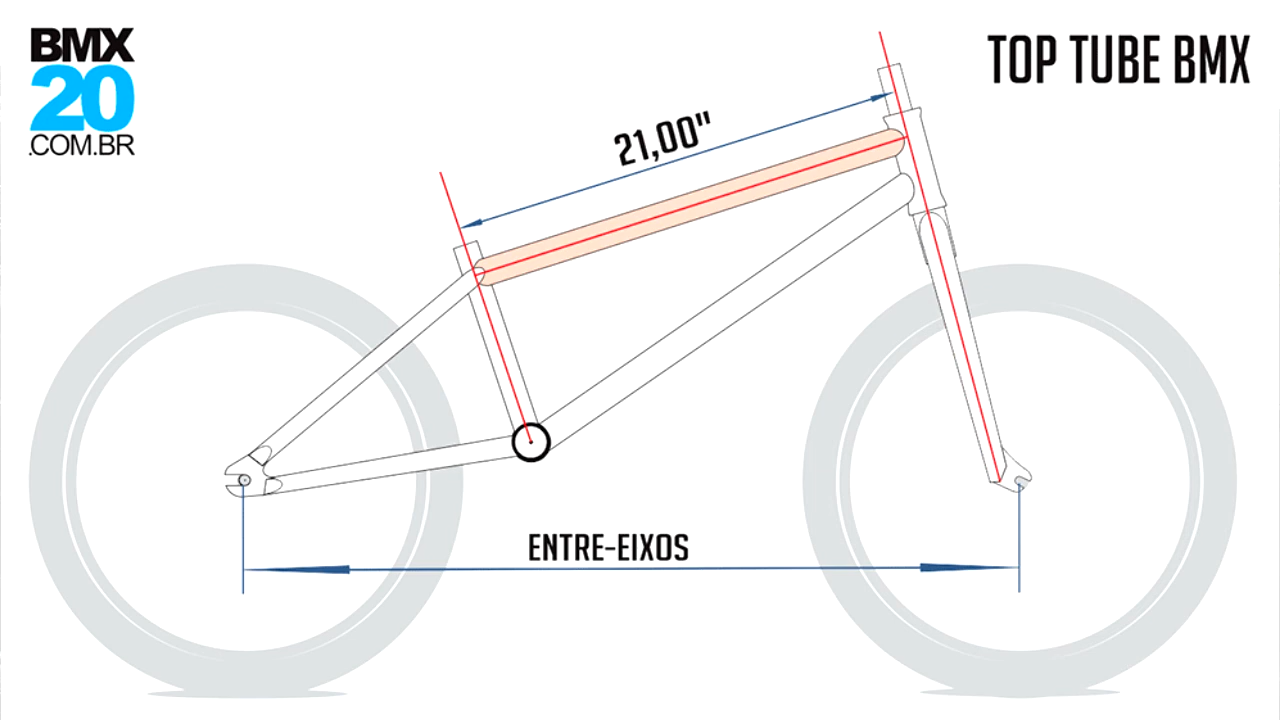 BMX
20
.COM.BR
TOP TUBE BMX
21,00"
ENTRE-EIXOS